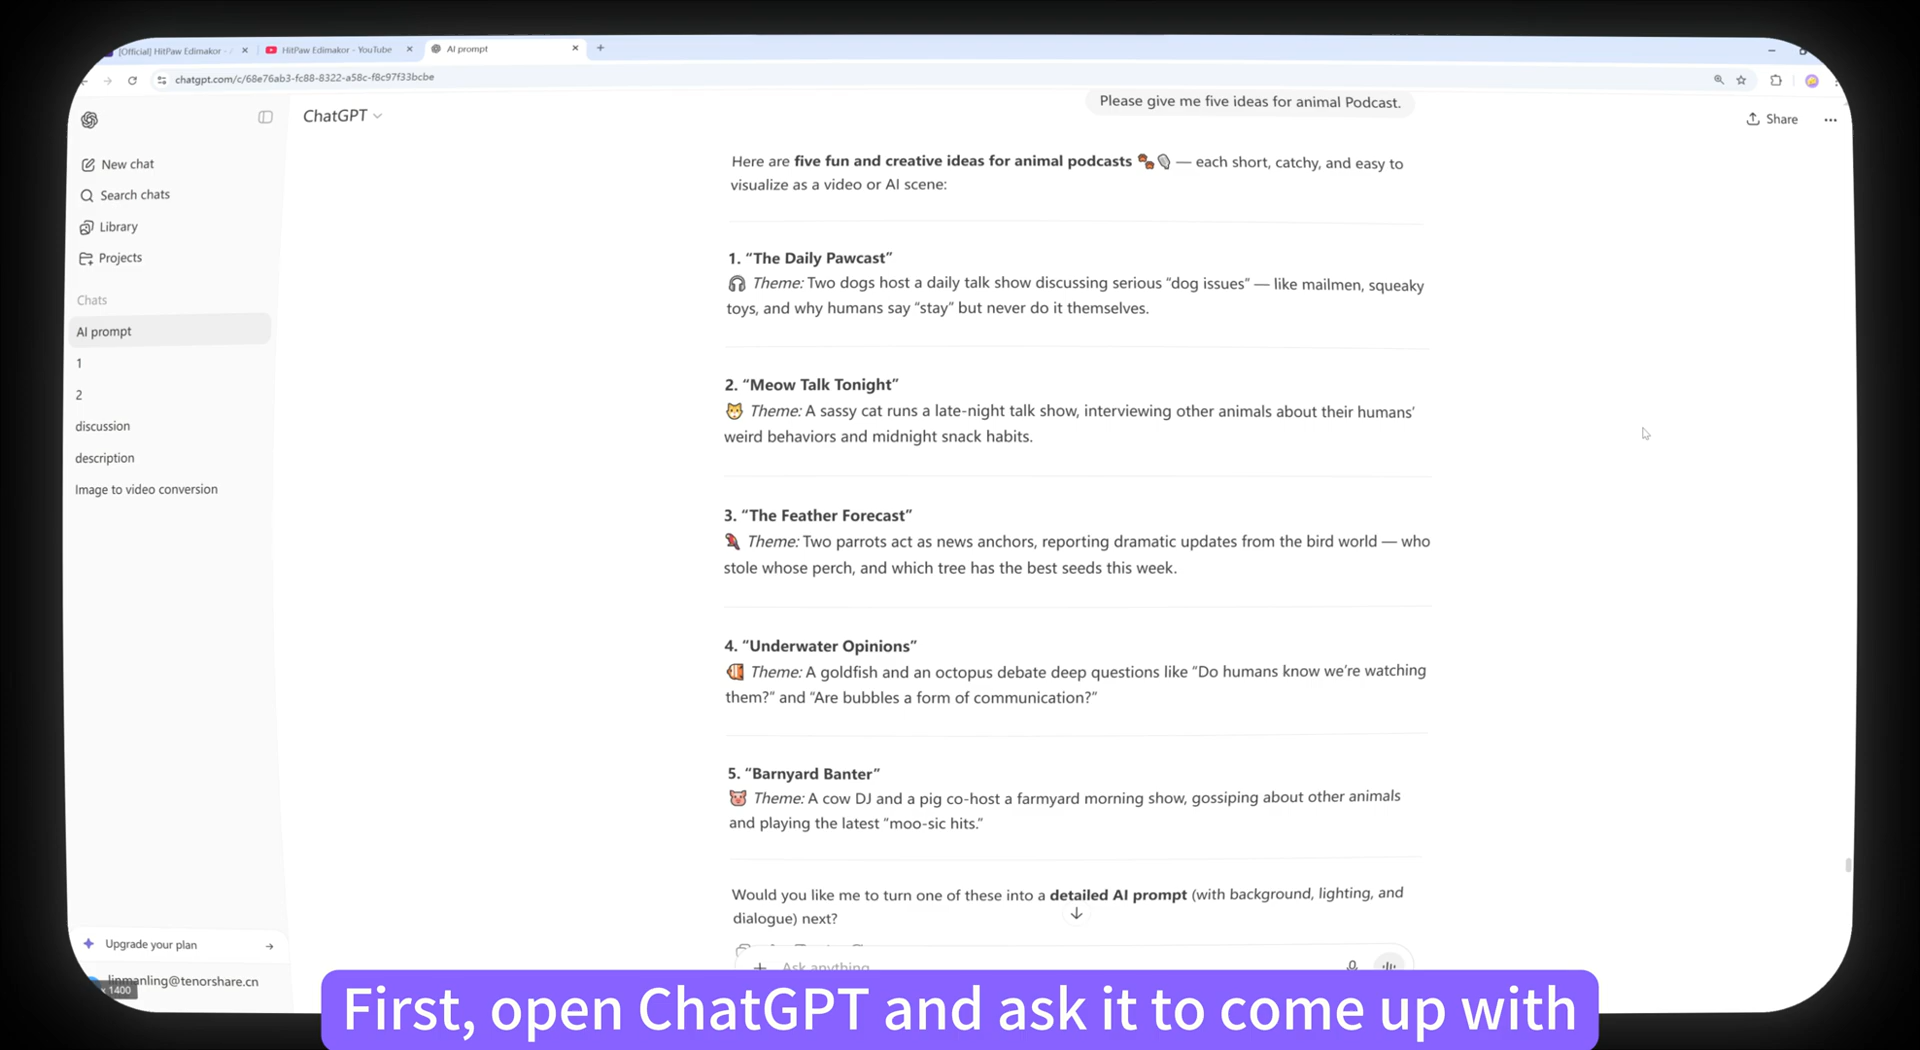 [Official] HitPaw Edimakor -
HitPaw Edimakor - YouTube
AI prompt
chatgpt.com/c/68e76ab3-fc88-8322-a58c-f8c97f33bcbe
ChatGPT
Share
New chat
Search chats
Library
Projects
Chats
AI prompt
1
2
discussion
description
Image to video conversion
Upgrade your plan
linmanling@tenorshare.cn
× 1400
Please give me five ideas for animal Podcast.
Here are five fun and creative ideas for animal podcasts 🐾🎙️ — each short, catchy, and easy to
visualize as a video or AI scene:
1. “The Daily Pawcast”
🎧 Theme: Two dogs host a daily talk show discussing serious “dog issues” — like mailmen, squeaky
toys, and why humans say “stay” but never do it themselves.
2. “Meow Talk Tonight”
🐱 Theme: A sassy cat runs a late-night talk show, interviewing other animals about their humans’
weird behaviors and midnight snack habits.
3. “The Feather Forecast”
🦜 Theme: Two parrots act as news anchors, reporting dramatic updates from the bird world — who
stole whose perch, and which tree has the best seeds this week.
4. “Underwater Opinions”
🐠 Theme: A goldfish and an octopus debate deep questions like “Do humans know we’re watching
them?” and “Are bubbles a form of communication?”
5. “Barnyard Banter”
🐷 Theme: A cow DJ and a pig co-host a farmyard morning show, gossiping about other animals
and playing the latest “moo-sic hits.”
Would you like me to turn one of these into a detailed AI prompt (with background, lighting, and
dialogue) next?
Ask anything
First, open ChatGPT and ask it to come up with